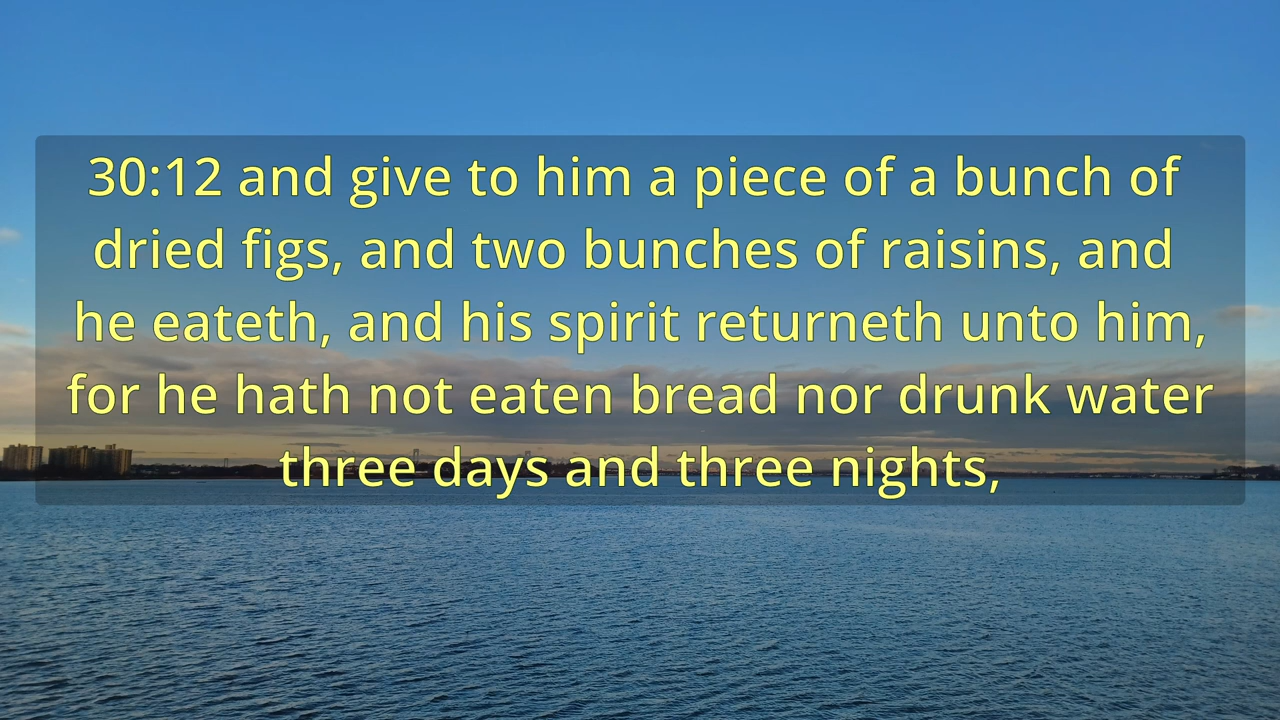 30:12 and give to him a piece of a bunch of
dried figs, and two bunches of raisins, and
he eateth, and his spirit returneth unto him,
for he hath not eaten bread nor drunk water
three days and three nights,